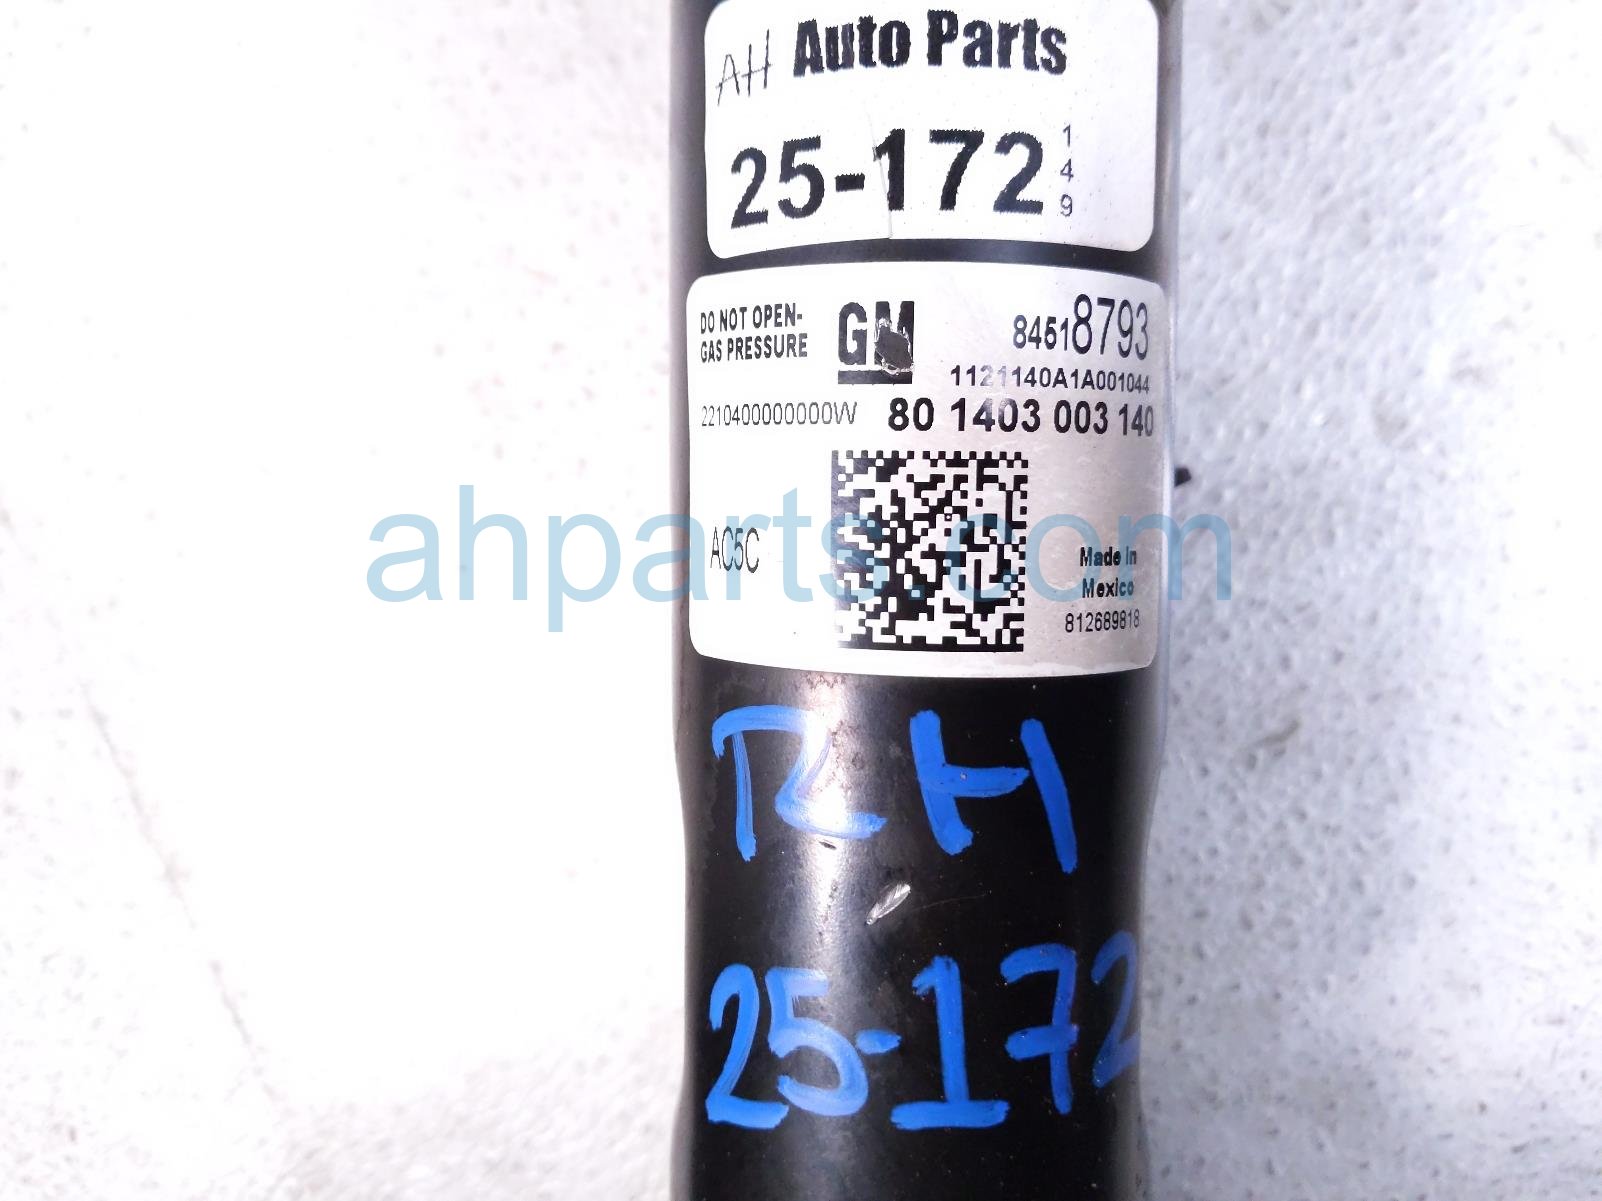 AH Auto Parts
25-172
149
DO NOT OPEN-
GAS PRESSURE
GM
84518793
1121140A1A001044
2210400000000W 80 1403 003 140
AC5C
Made in
Mexico
812689818
ahparts.com
RH
25-172